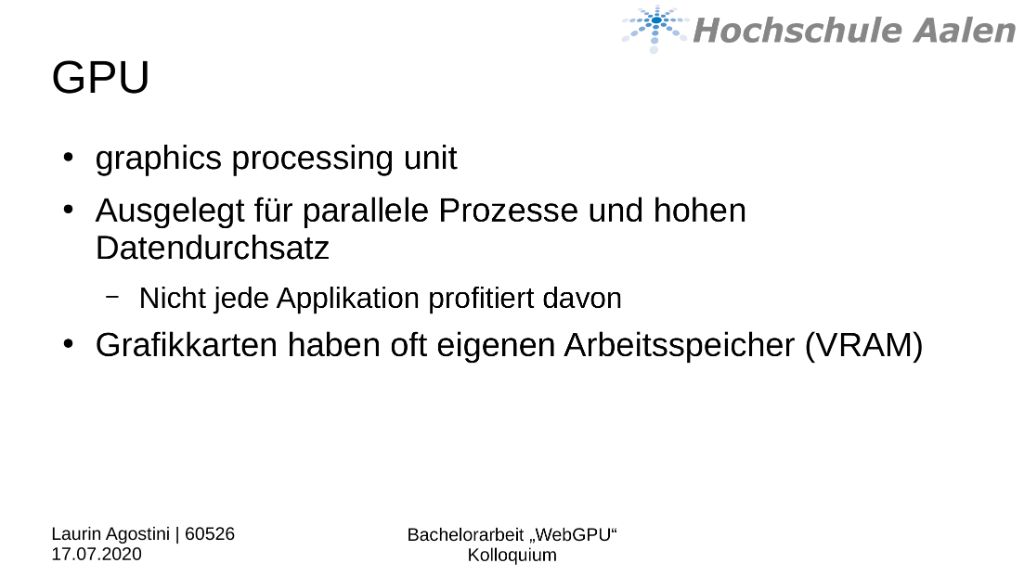 Hochschule Aalen
GPU
• graphics processing unit
• Ausgelegt für parallele Prozesse und hohen
Datendurchsatz
– Nicht jede Applikation profitiert davon
• Grafikkarten haben oft eigenen Arbeitsspeicher (VRAM)
Laurin Agostini | 60526
17.07.2020
Bachelorarbeit „WebGPU“
Kolloquium